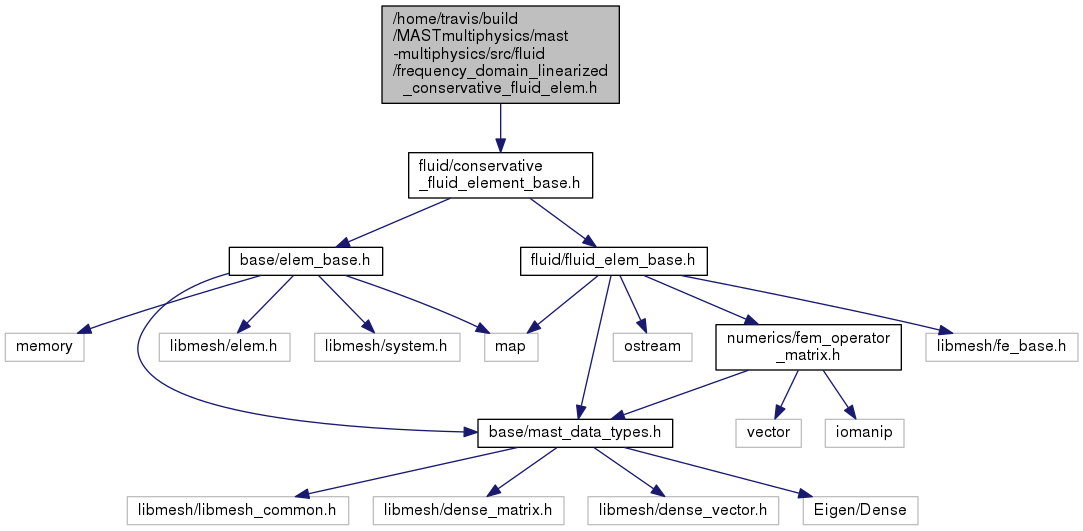 /home/travis/build
/MASTmultiphysics/mast
-multiphysics/src/fluid
/frequency_domain_linearized
_conservative_fluid_elem.h
fluid/conservative
_fluid_element_base.h
base/elem_base.h
fluid/fluid_elem_base.h
memory
libmesh/elem.h
libmesh/system.h
map
ostream
numerics/fem_operator
_matrix.h
libmesh/fe_base.h
base/mast_data_types.h
vector
iomanip
libmesh/libmesh_common.h
libmesh/dense_matrix.h
libmesh/dense_vector.h
Eigen/Dense